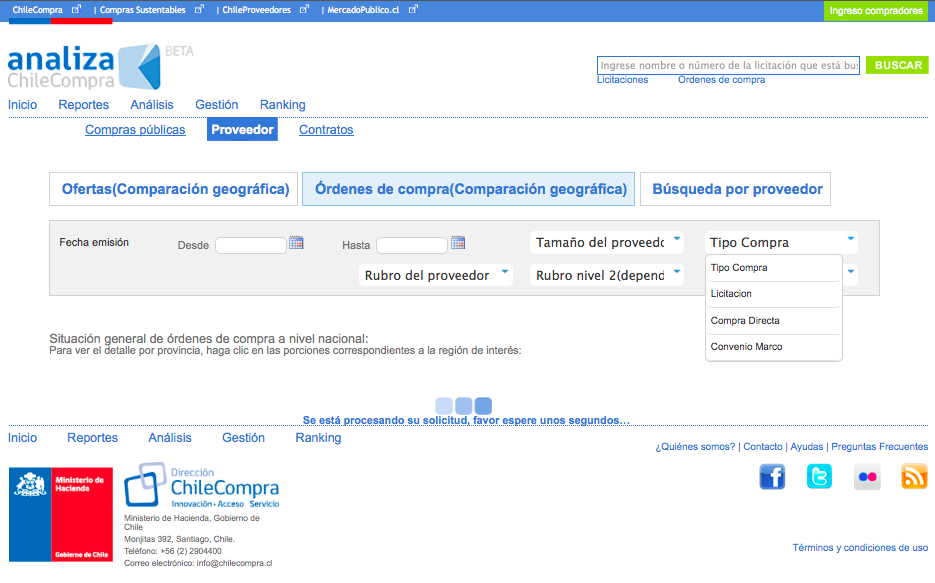 ChileCompra | Compras Sustentables | ChileProveedores | MercadoPublico.cl
Ingreso compradores
analiza
ChileCompra
BETA
Ingrese nombre o número de la licitación que está bus
BUSCAR
Licitaciones Ordenes de compra
Inicio Reportes Análisis Gestión Ranking
Compras públicas Proveedor Contratos
Ofertas(Comparación geográfica) Órdenes de compra(Comparación geográfica) Búsqueda por proveedor
Fecha emisión Desde Hasta Tamaño del proveedc Tipo Compra
Rubro del proveedor Rubro nivel 2(depend
Tipo Compra
Licitacion
Compra Directa
Convenio Marco
Situación general de órdenes de compra a nivel nacional:
Para ver el detalle por provincia, haga clic en las porciones correspondientes a la región de interés:
Se está procesando su solicitud, favor espere unos segundos...
Inicio Reportes Análisis Gestión Ranking
¿Quiénes somos? | Contacto | Ayudas | Preguntas Frecuentes
Ministerio de
Hacienda
Gobierno de Chile
Dirección
ChileCompra
Innovación - Acceso Servicio
Ministerio de Hacienda, Gobierno de
Chile
Monjitas 392, Santiago, Chile.
Teléfono: +56 (2) 2904400
Correo electrónico: info@chilecompra.cl
Términos y condiciones de uso